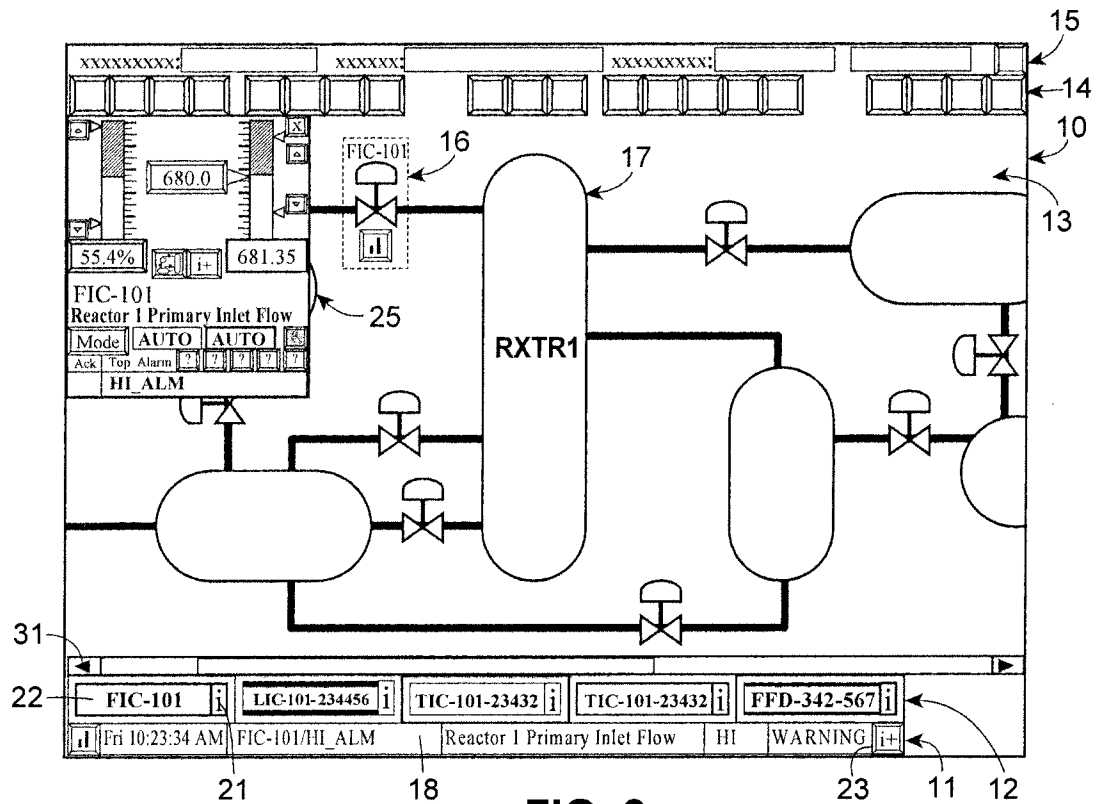 15
xxxxxxxxx: xxxxxx: xxxxxxxxx:
14
10
X
FIC-101
16
17
13
680.0
55.4%
i+
681.35
FIC-101
Reactor 1 Primary Inlet Flow
25
RXTR1
Mode AUTO AUTO
Ack Top Alarm ? ? ? ? ?
HI_ALM
31
22
FIC-101 i LIC-101-234456 i TIC-101-23432 i TIC-101-23432 i FFD-342-567 i
Fri 10:23:34 AM FIC-101/HI_ALM Reactor 1 Primary Inlet Flow HI WARNING i+
21 18 23 11 12